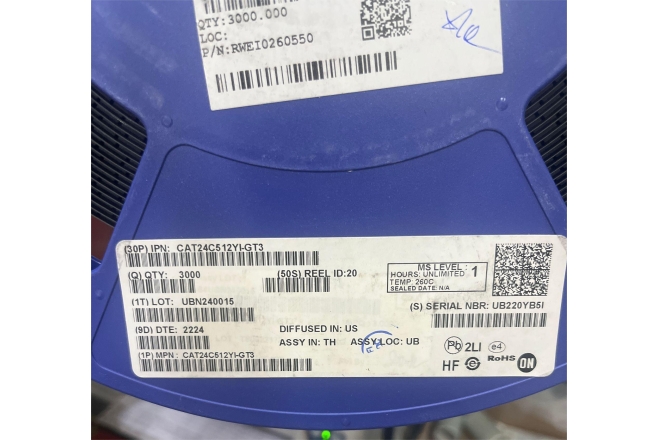 QTY:3000.000
LOC:
P/N:RWEI0260550
(30P) IPN: CAT24C512YI-GT3
(Q) QTY: 3000
(50S) REEL ID:20
MS LEVEL : 1
HOURS: UNLIMITED
TEMP: 260C
SEALED DATE: N/A
(1T) LOT: UBN240015
(S) SERIAL NBR: UB220YB5I
(9D) DTE: 2224
DIFFUSED IN: US
ASSY IN: TH ASSY LOC: UB
(1P) MPN : CAT24C512YI-GT3
Pb 2LI e4
HF e RoHS ON